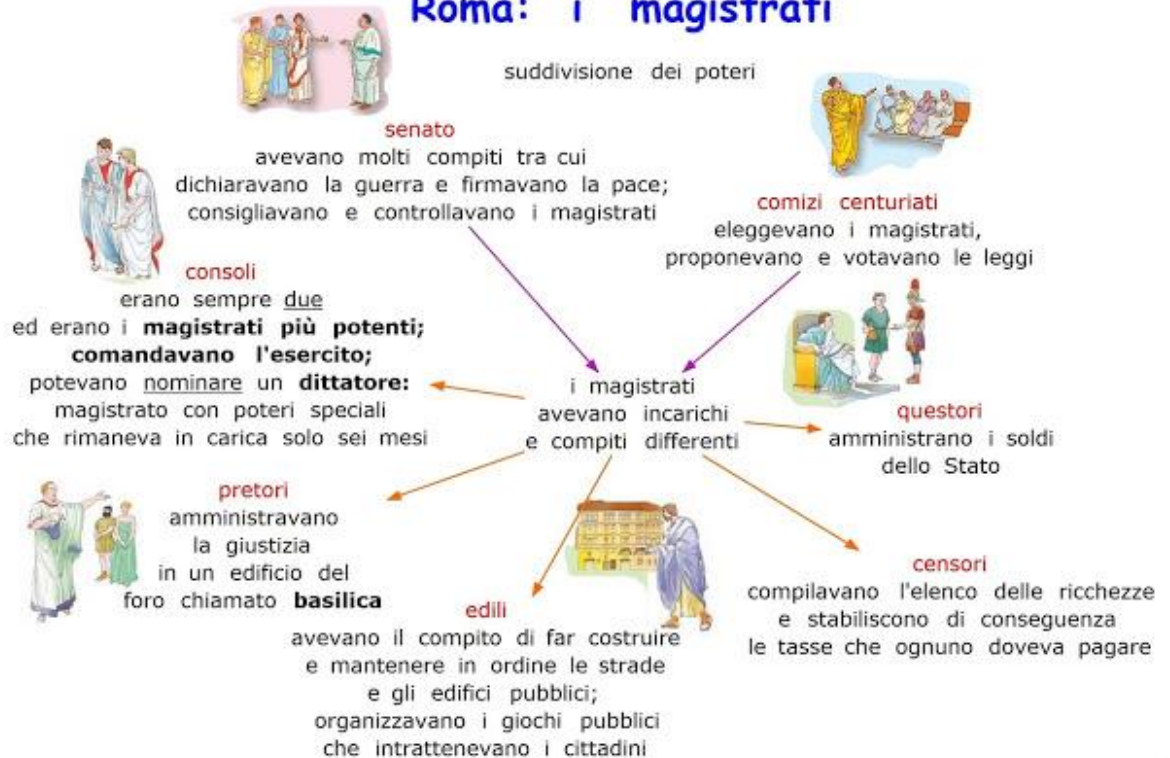 Roma: i magistrati
suddivisione dei poteri
senato
avevano molti compiti tra cui
dichiaravano la guerra e firmavano la pace;
consigliavano e controllavano i magistrati
comizi centuriati
eleggevano i magistrati,
proponevano e votavano le leggi
consoli
erano sempre due
ed erano i magistrati più potenti;
comandavano l'esercito;
potevano nominare un dittatore:
magistrato con poteri speciali
che rimaneva in carica solo sei mesi
i magistrati
avevano incarichi
e compiti differenti
questori
amministrano i soldi
dello Stato
pretori
amministravano
la giustizia
in un edificio del
foro chiamato basilica
edili
avevano il compito di far costruire
e mantenere in ordine le strade
e gli edifici pubblici;
organizzavano i giochi pubblici
che intrattenevano i cittadini
censori
compilavano l'elenco delle ricchezze
e stabiliscono di conseguenza
le tasse che ognuno doveva pagare